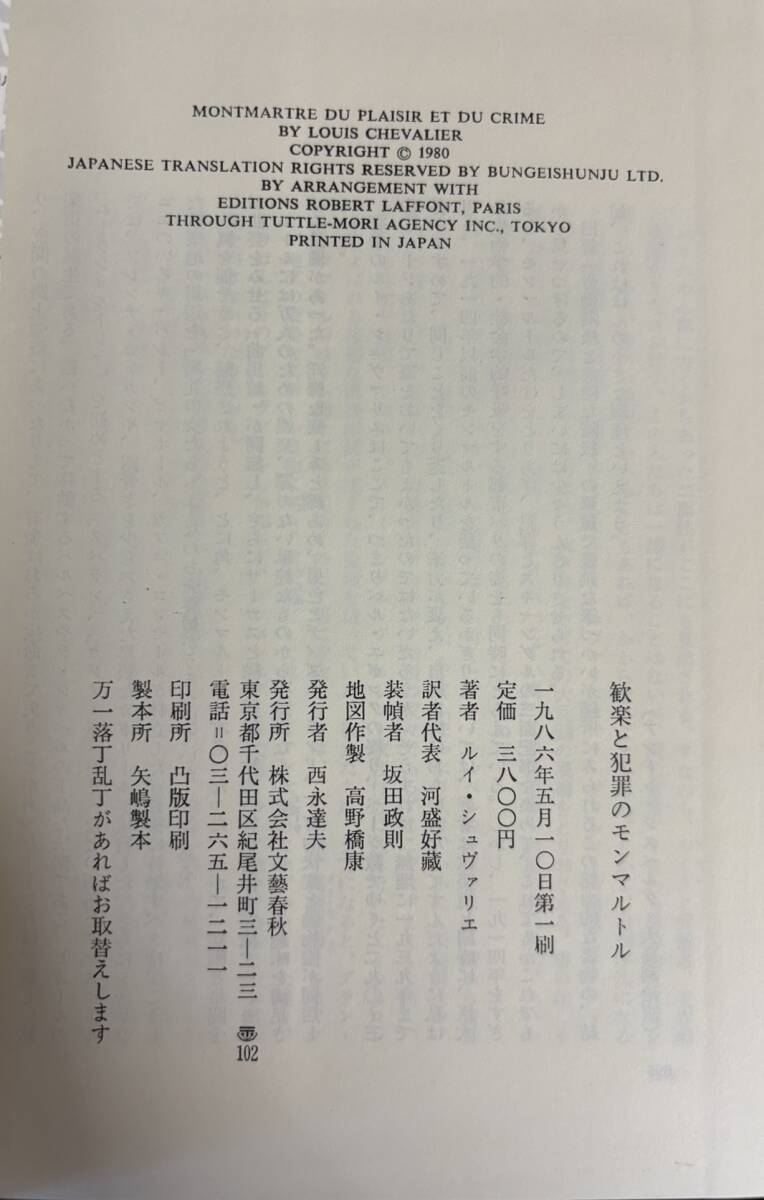 MONTMARTRE DU PLAISIR ET DU CRIME
BY LOUIS CHEVALIER
COPYRIGHT © 1980
JAPANESE TRANSLATION RIGHTS RESERVED BY BUNGEISHUNJU LTD.
BY ARRANGEMENT WITH
EDITIONS ROBERT LAFFONT, PARIS
THROUGH TUTTLE-MORI AGENCY INC., TOKYO
PRINTED IN JAPAN
歓楽と犯罪のモンマルトル
一九八六年五月一〇日第一刷
定価 三八〇〇円
著者 ルイ・シュヴァリエ
訳者代表 河盛好藏
装幀者 坂田政則
地図作製 高野橋康
発行者 西永達夫
発行所 株式会社文藝春秋
東京都千代田区紀尾井町三―二三 〠102
電話=〇三―二六五―一二一一
印刷所 凸版印刷
製本所 矢嶋製本
万一落丁乱丁があればお取替えします